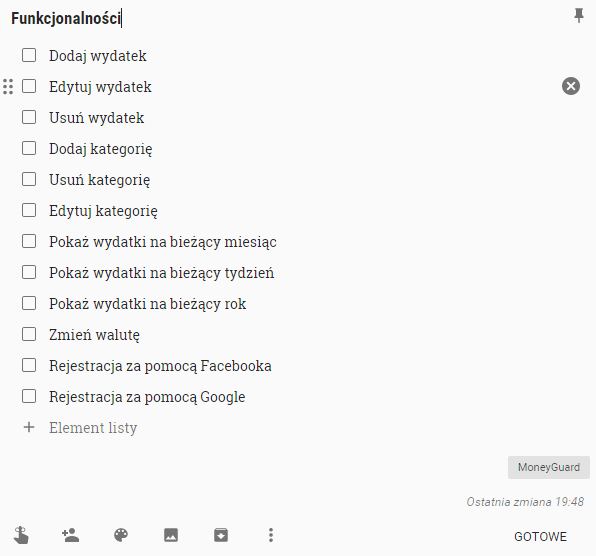 Funkcjonalności
Dodaj wydatek
Edytuj wydatek
Usuń wydatek
Dodaj kategorię
Usuń kategorię
Edytuj kategorię
Pokaż wydatki na bieżący miesiąc
Pokaż wydatki na bieżący tydzień
Pokaż wydatki na bieżący rok
Zmień walutę
Rejestracja za pomocą Facebooka
Rejestracja za pomocą Google
Element listy
MoneyGuard
Ostatnia zmiana 19:48
GOTOWE